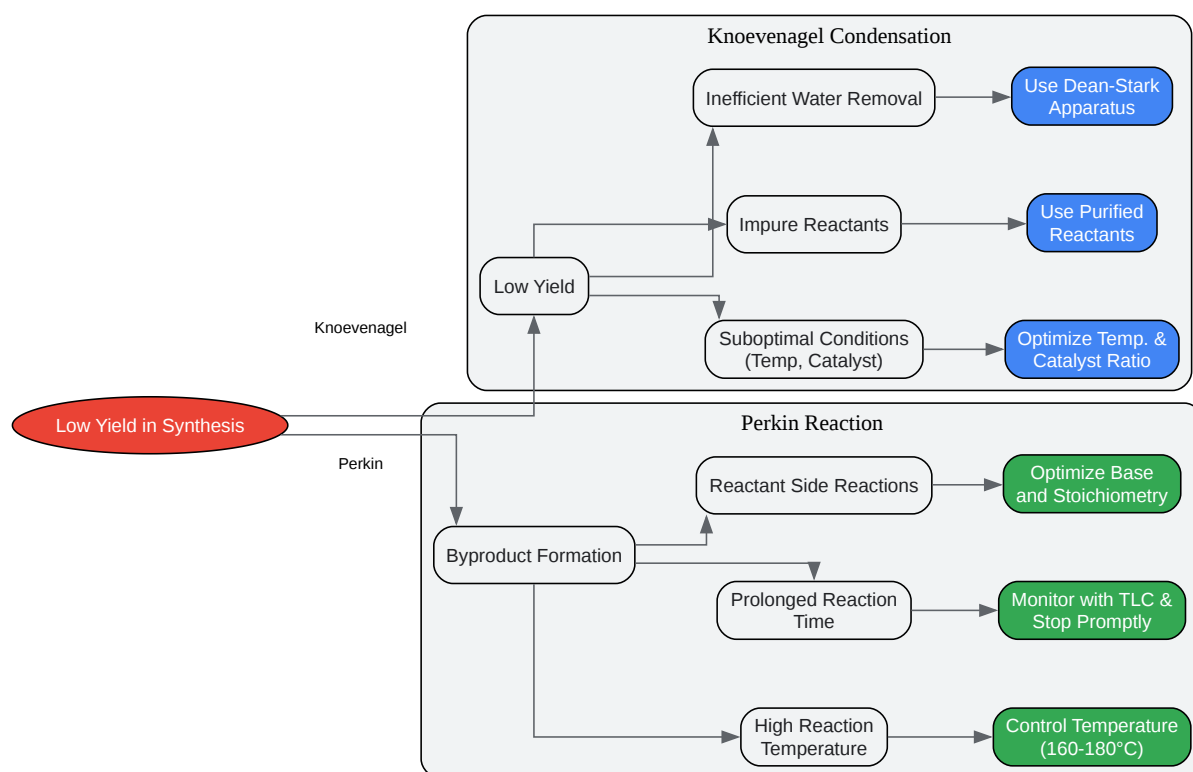 Knoevenagel Condensation
Inefficient Water Removal
Use Dean-Stark
Apparatus
Impure Reactants
Use Purified
Reactants
Low Yield
Suboptimal Conditions
(Temp, Catalyst)
Optimize Temp. &
Catalyst Ratio
Knoevenagel
Low Yield in Synthesis
Perkin
Perkin Reaction
Reactant Side Reactions
Optimize Base
and Stoichiometry
Byproduct Formation
Prolonged Reaction
Time
Monitor with TLC &
Stop Promptly
High Reaction
Temperature
Control Temperature
(160-180°C)